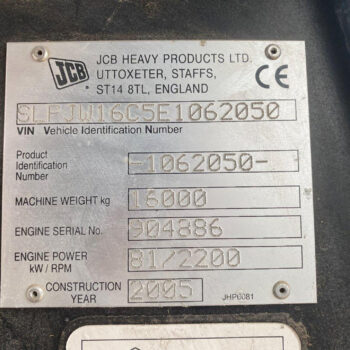 JCB
JCB HEAVY PRODUCTS LTD.
UTTOXETER, STAFFS,
ST14 8TL, ENGLAND
CE
SLPJW16C5E1062050
VIN Vehicle Identification Number
Product
Identification
Number
-1062050-
MACHINE WEIGHT kg
16000
ENGINE SERIAL No.
904886
ENGINE POWER
kW / RPM
81/2200
CONSTRUCTION
YEAR
2005
JHP0081